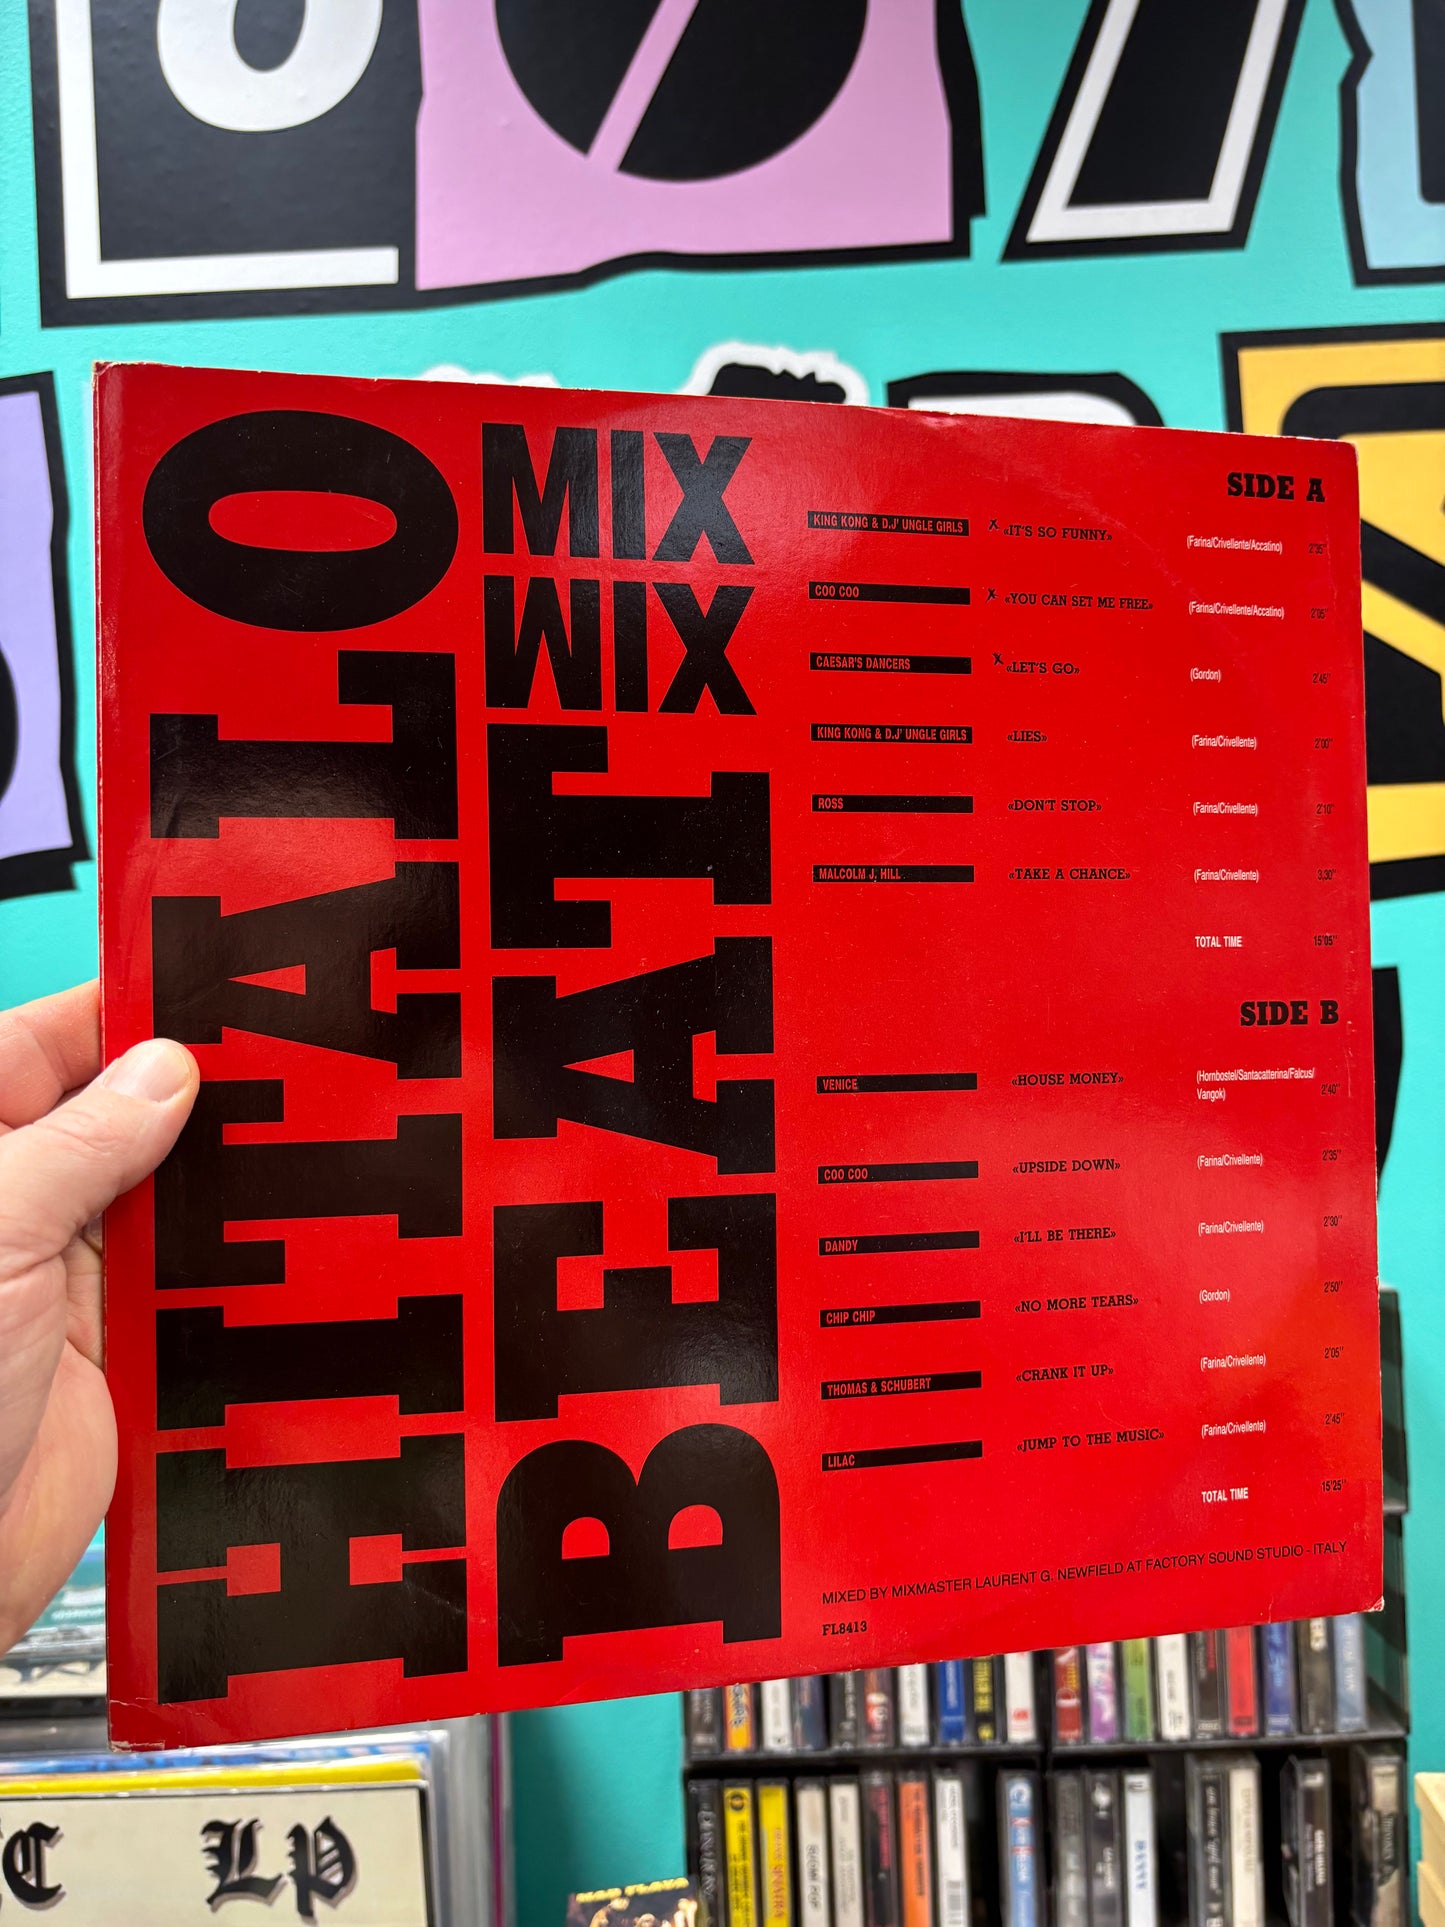 HIT ITALO
BEAT MIX MIX
SIDE A
KING KONG & D.J' UNGLE GIRLS x «IT'S SO FUNNY» (Farina/Crivellente/Accatino) 2'35"
COO COO x «YOU CAN SET ME FREE» (Farina/Crivellente/Accatino) 2'05"
CAESAR'S DANCERS x «LET'S GO» (Gordon) 2'45"
KING KONG & D.J' UNGLE GIRLS «LIES» (Farina/Crivellente) 2'00"
ROSS «DON'T STOP» (Farina/Crivellente) 2'10"
MALCOLM J. HILL «TAKE A CHANCE» (Farina/Crivellente) 3,30"
TOTAL TIME 15'05"
SIDE B
VENICE «HOUSE MONEY» (Hornbostel/Santacatterina/Falcus/
Vangok) 2'40"
COO COO «UPSIDE DOWN» (Farina/Crivellente) 2'35"
DANDY «I'LL BE THERE» (Farina/Crivellente) 2'30"
CHIP CHIP «NO MORE TEARS» (Gordon) 2'50"
THOMAS & SCHUBERT «CRANK IT UP» (Farina/Crivellente) 2'05"
LILAC «JUMP TO THE MUSIC» (Farina/Crivellente) 2'45"
TOTAL TIME 15'25"
MIXED BY MIXMASTER LAURENT G. NEWFIELD AT FACTORY SOUND STUDIO - ITALY
FL8413
LP